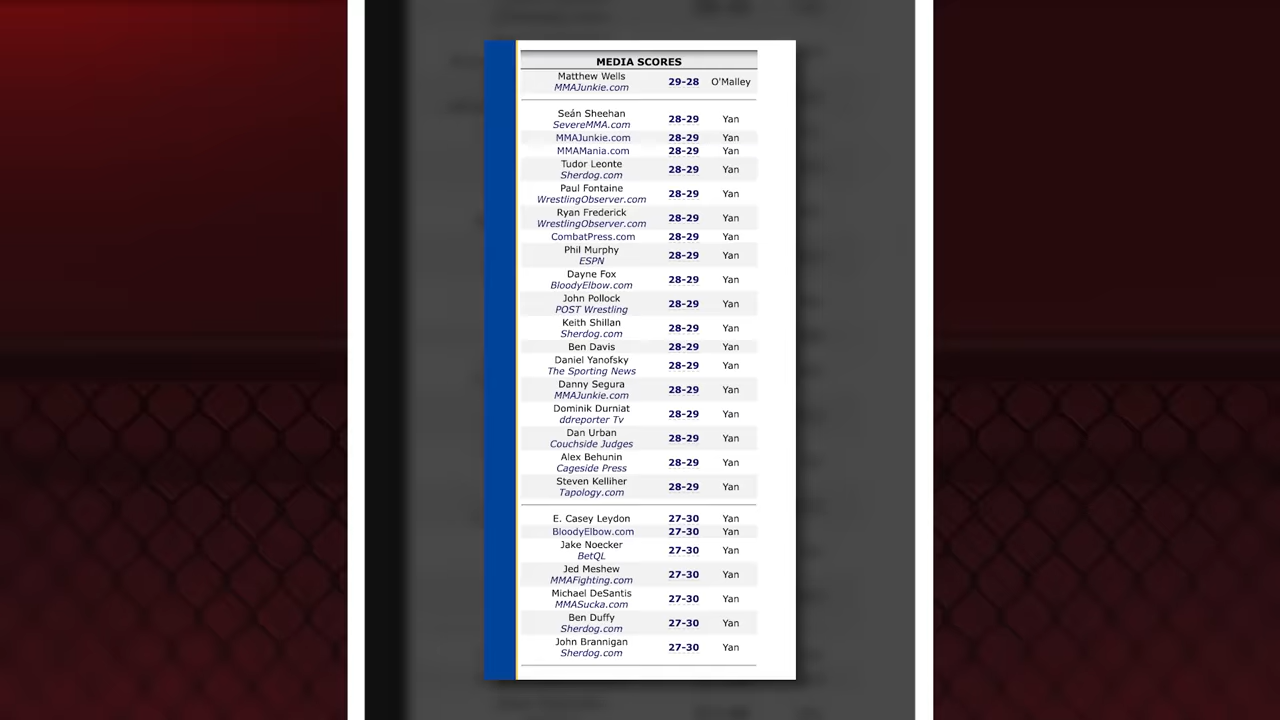 MEDIA SCORES
Matthew Wells
MMAJunkie.com
29-28 O'Malley
Seán Sheehan
SevereMMA.com
28-29 Yan
MMAJunkie.com 28-29 Yan
MMAMania.com 28-29 Yan
Tudor Leonte
Sherdog.com
28-29 Yan
Paul Fontaine
WrestlingObserver.com
28-29 Yan
Ryan Frederick
WrestlingObserver.com
28-29 Yan
CombatPress.com 28-29 Yan
Phil Murphy
ESPN
28-29 Yan
Dayne Fox
BloodyElbow.com
28-29 Yan
John Pollock
POST Wrestling
28-29 Yan
Keith Shillan
Sherdog.com
28-29 Yan
Ben Davis 28-29 Yan
Daniel Yanofsky
The Sporting News
28-29 Yan
Danny Segura
MMAJunkie.com
28-29 Yan
Dominik Durniat
ddreporter Tv
28-29 Yan
Dan Urban
Couchside Judges
28-29 Yan
Alex Behunin
Cageside Press
28-29 Yan
Steven Kelliher
Tapology.com
28-29 Yan
E. Casey Leydon 27-30 Yan
BloodyElbow.com 27-30 Yan
Jake Noecker
BetQL
27-30 Yan
Jed Meshew
MMAFighting.com
27-30 Yan
Michael DeSantis
MMASucka.com
27-30 Yan
Ben Duffy
Sherdog.com
27-30 Yan
John Brannigan
Sherdog.com
27-30 Yan